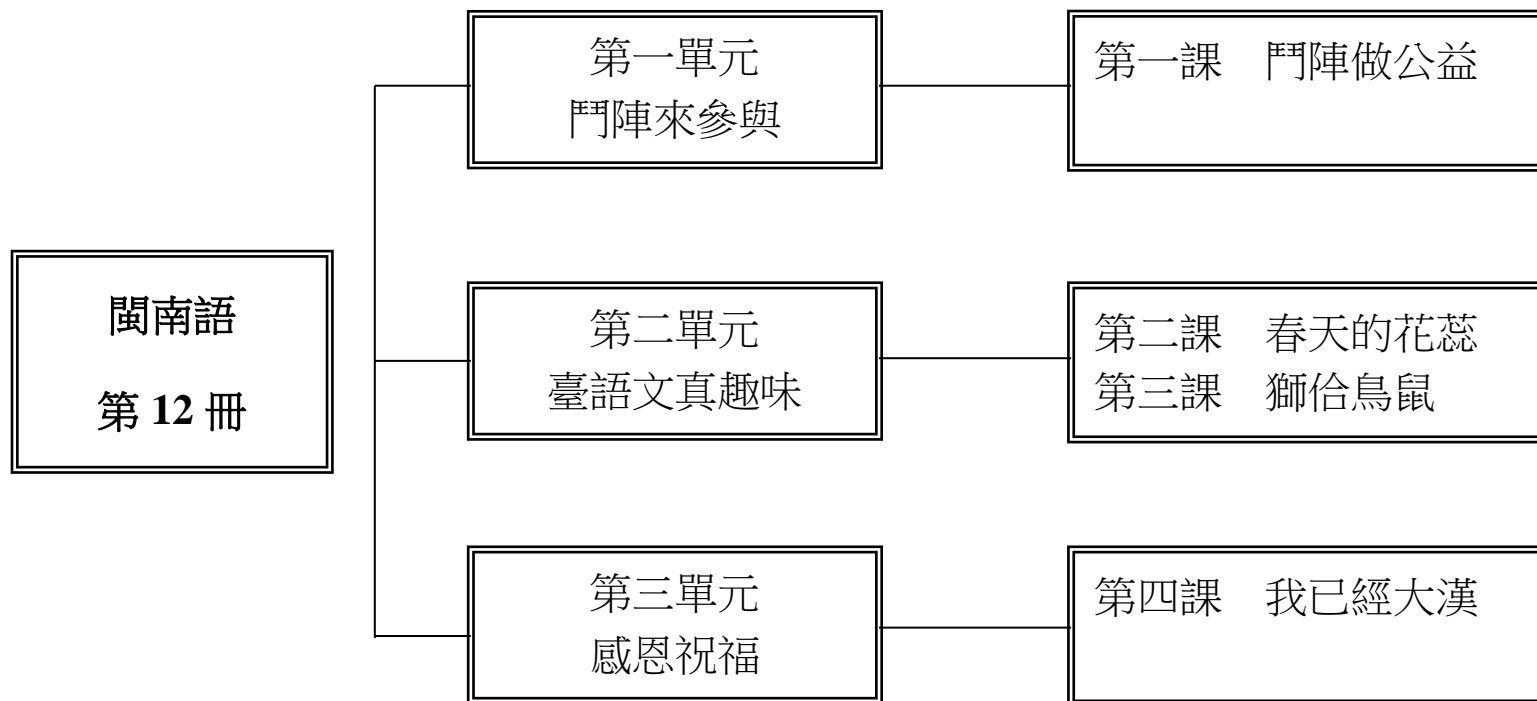 閩南語
第 12 冊
第一單元
鬥陣來參與
第一課　鬥陣做公益
第二單元
臺語文真趣味
第二課　春天的花蕊
第三課　獅佮鳥鼠
第三單元
感恩祝福
第四課　我已經大漢